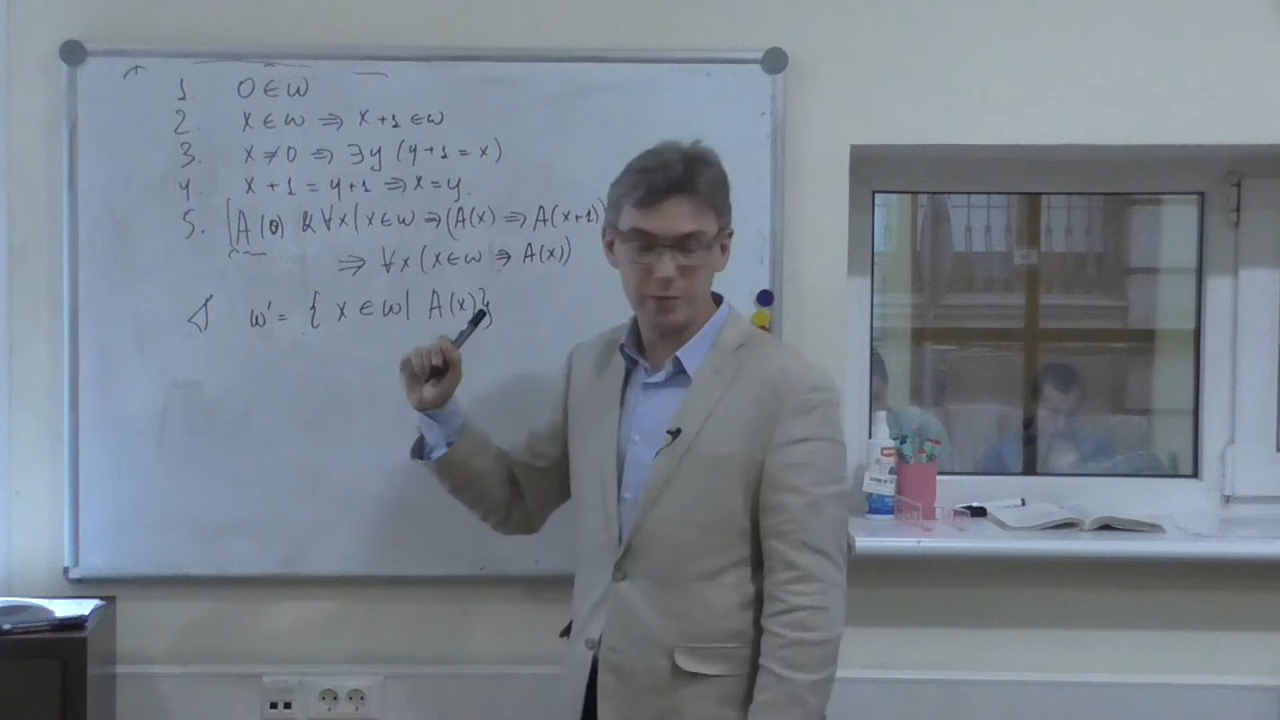 1. 0 ∈ ω
2. x ∈ ω ⇒ x+1 ∈ ω
3. x ≠ 0 ⇒ ∃y (y+1 = x)
4. x+1 = y+1 ⇒ x = y.
5. (A(0) & ∀x(x ∈ ω ⇒ (A(x) ⇒ A(x+1))
⇒ ∀x (x ∈ ω ⇒ A(x))
◁ ω' = { x ∈ ω | A(x)}